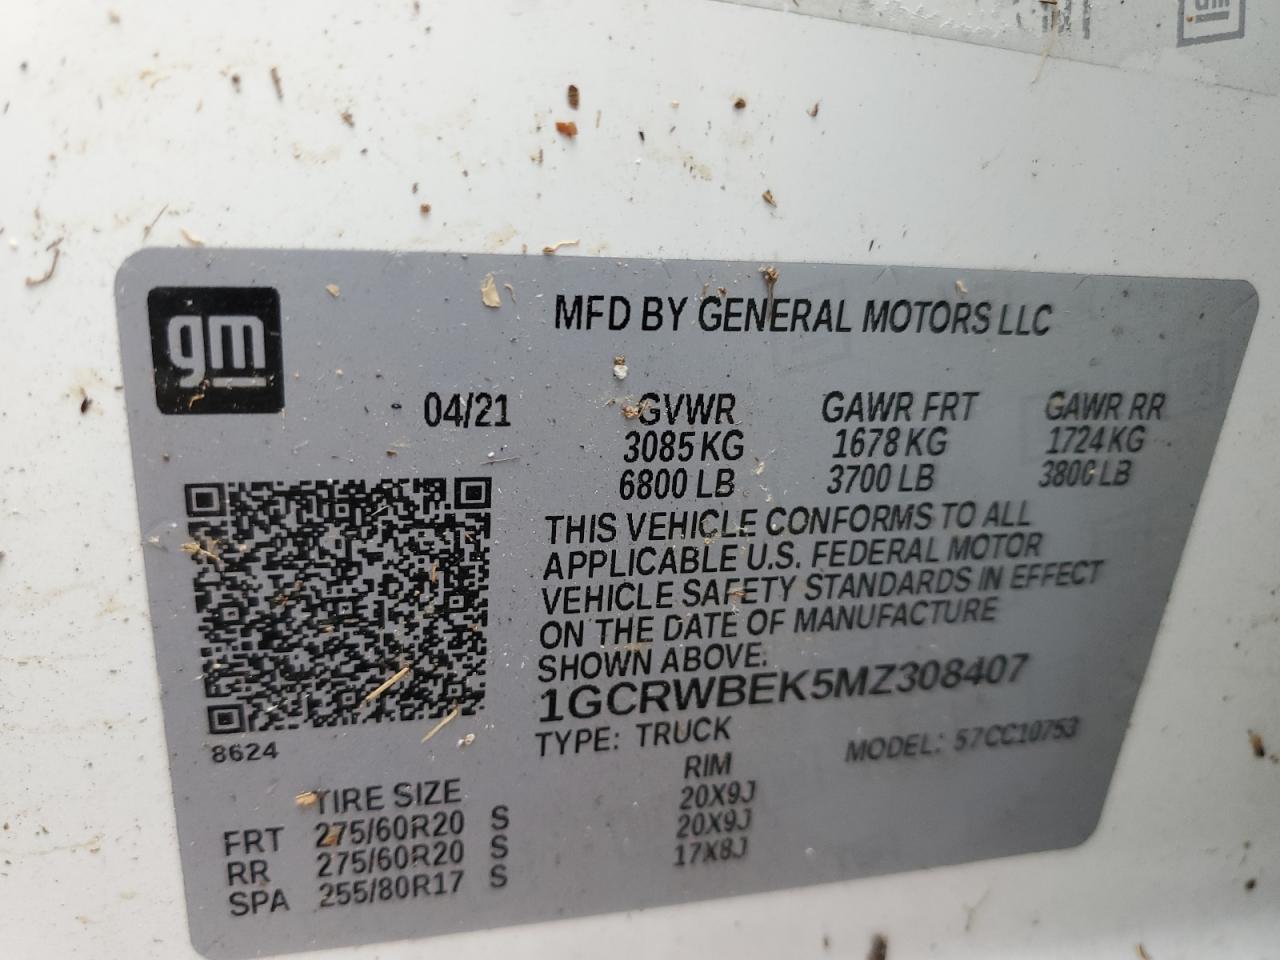 gm
MFD BY GENERAL MOTORS LLC
04/21
GVWR GAWR FRT GAWR RR
3085 KG 1678 KG 1724 KG
6800 LB 3700 LB 3800 LB
THIS VEHICLE CONFORMS TO ALL
APPLICABLE U.S. FEDERAL MOTOR
VEHICLE SAFETY STANDARDS IN EFFECT
ON THE DATE OF MANUFACTURE
SHOWN ABOVE.
1GCRWBEK5MZ308407
TYPE: TRUCK MODEL: 57CC10753
8624
TIRE SIZE RIM
FRT 275/60R20 S 20X9J
RR 275/60R20 S 20X9J
SPA 255/80R17 S 17X8J